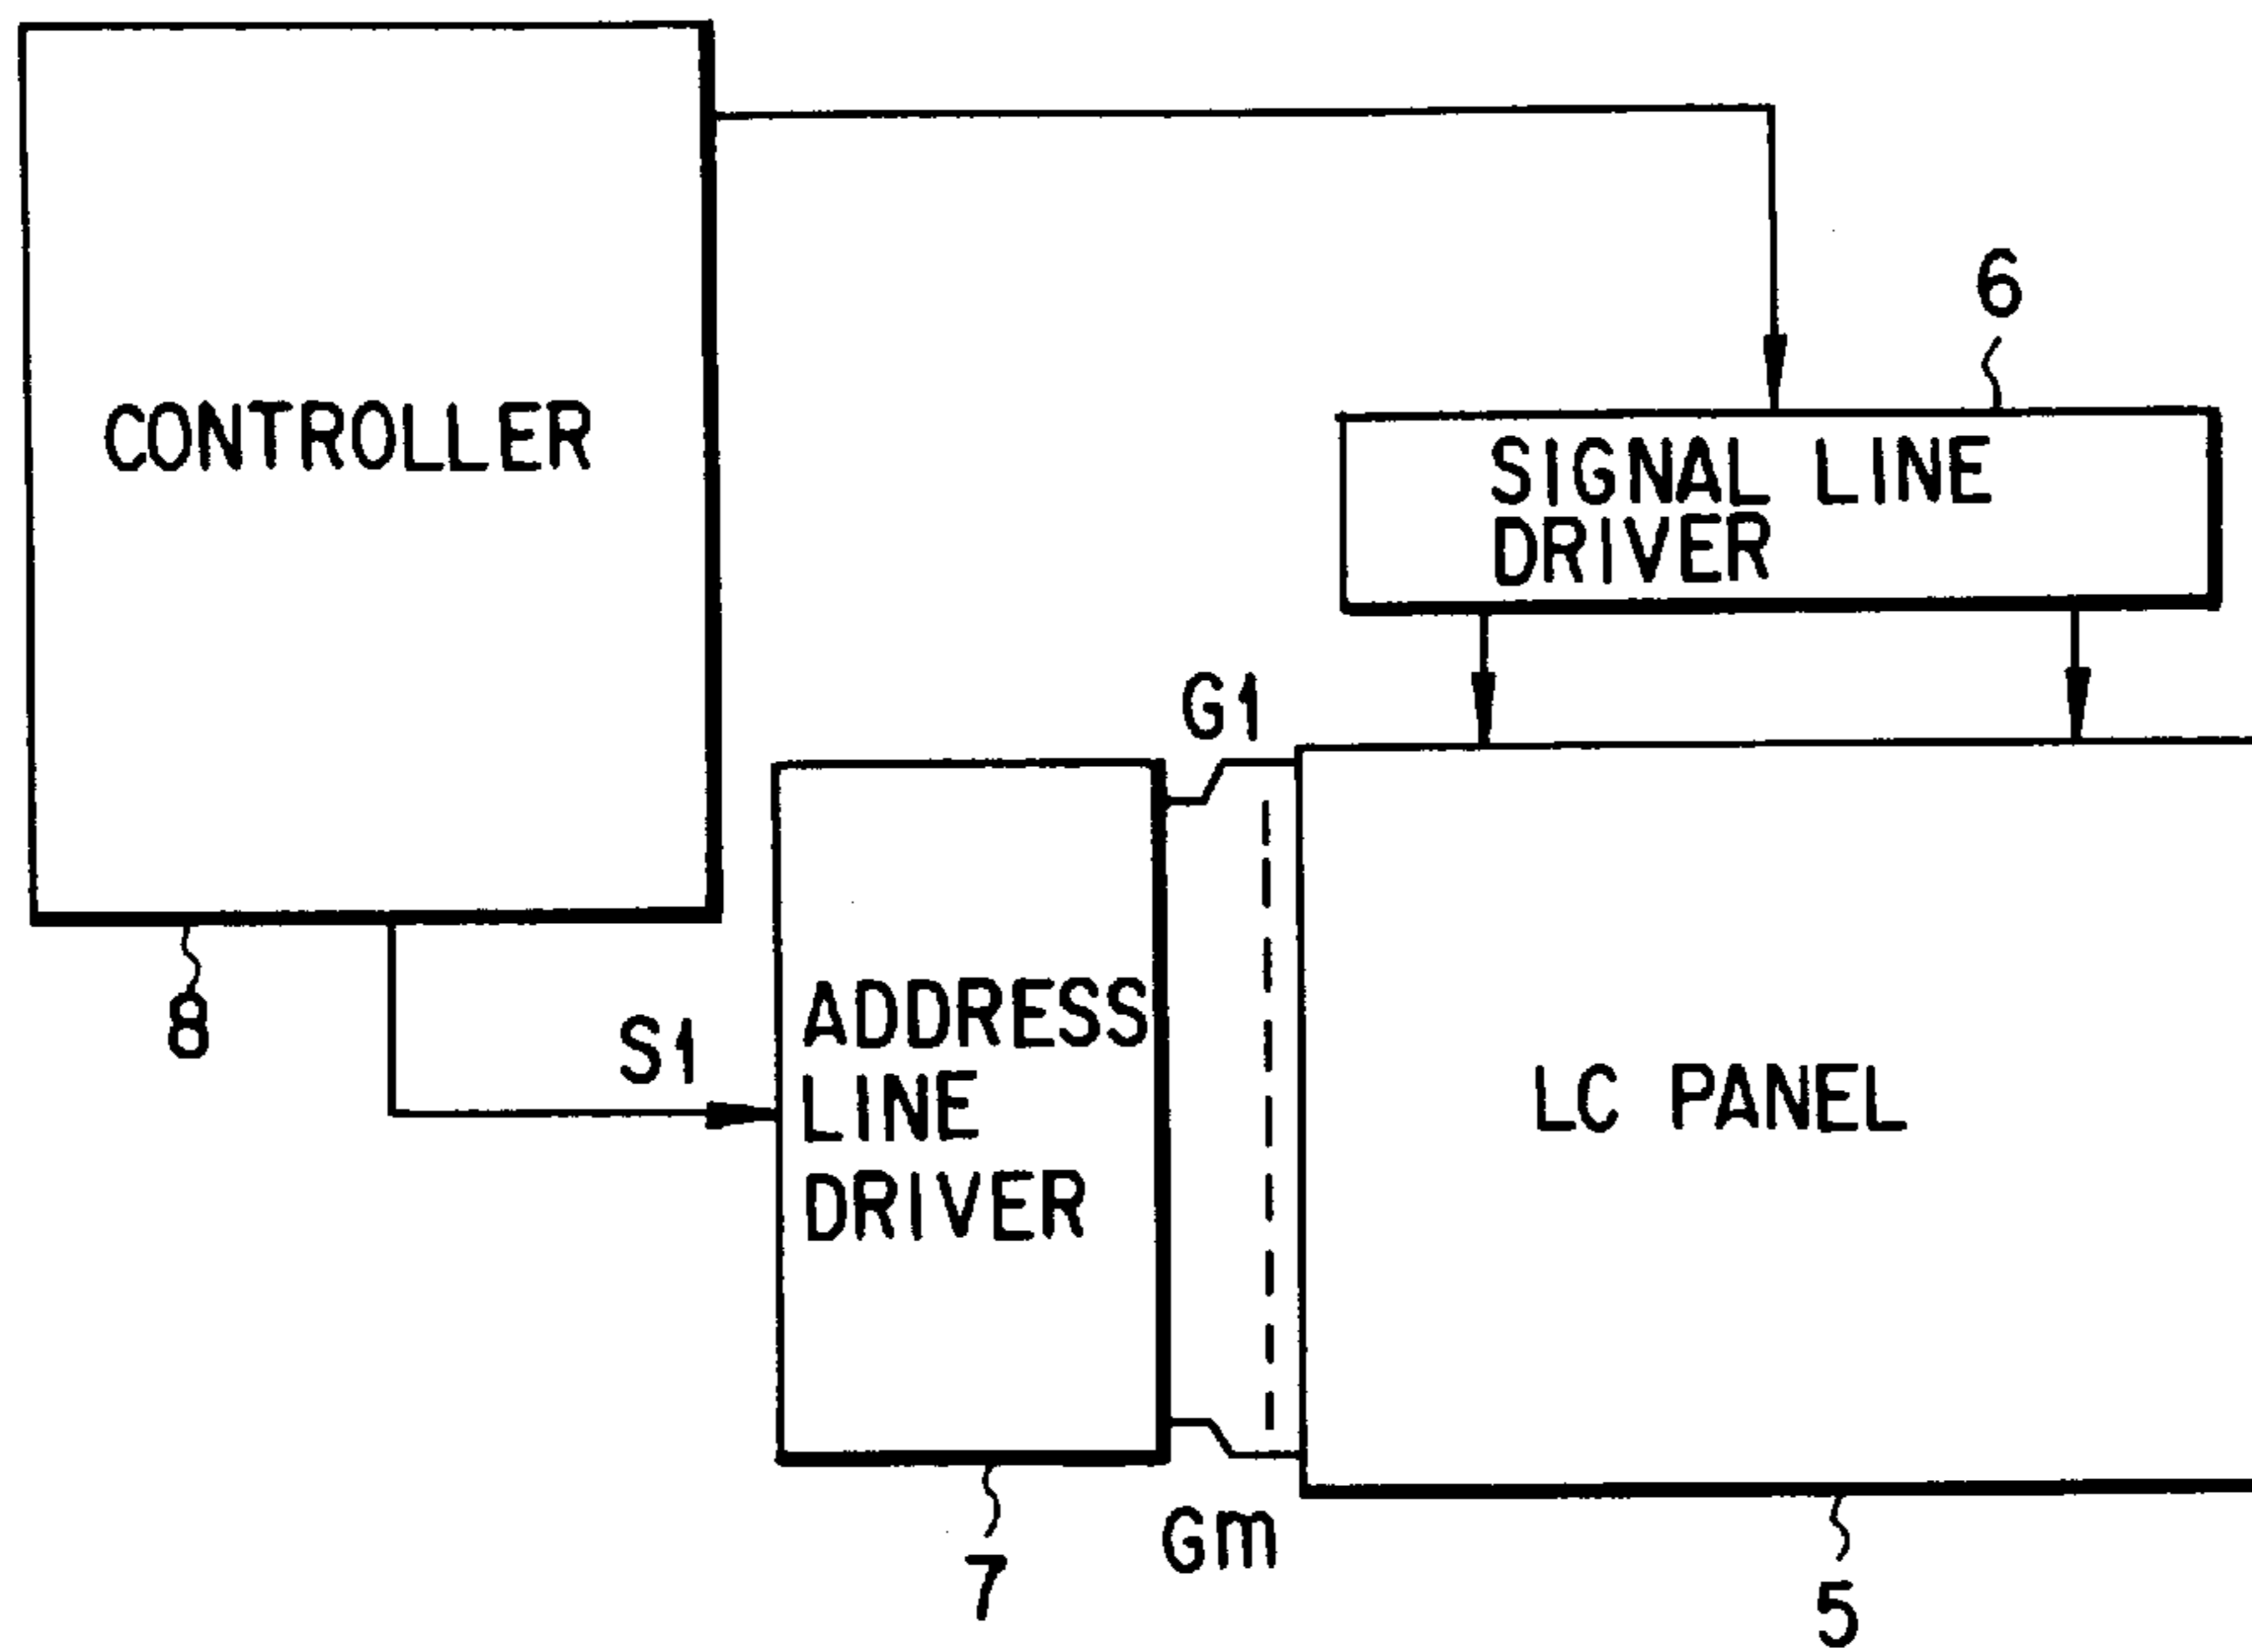 CONTROLLER
6
SIGNAL LINE
DRIVER
G1
8
S1
ADDRESS
LINE
DRIVER
LC PANEL
7
Gm
5